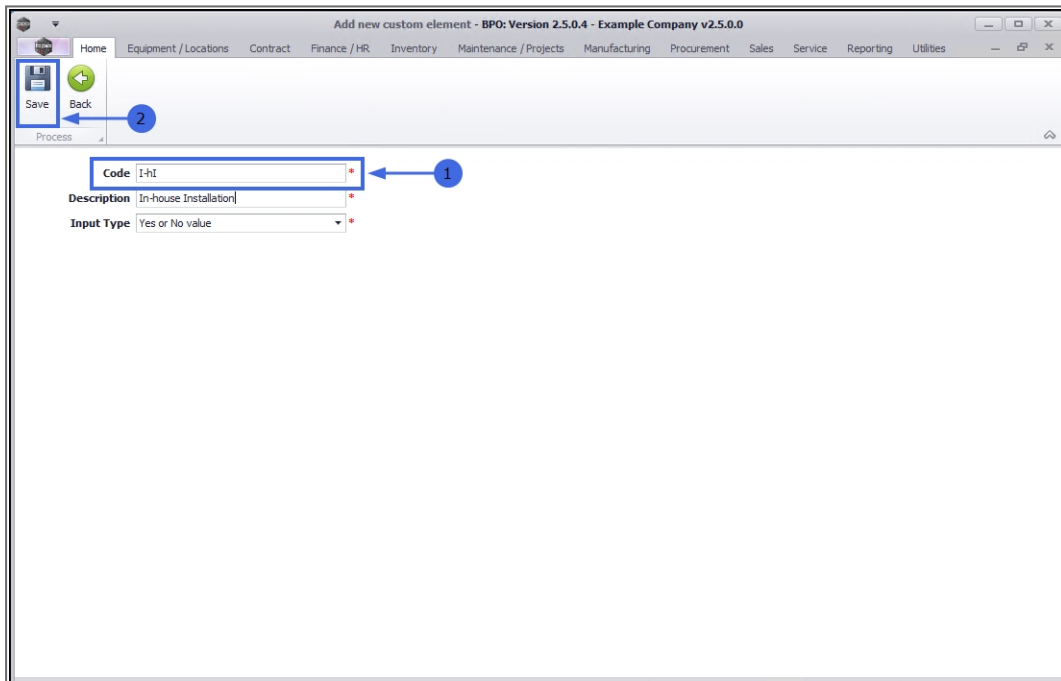 Add new custom element - BPO: Version 2.5.0.4 - Example Company v2.5.0.0
Home Equipment / Locations Contract Finance / HR Inventory Maintenance / Projects Manufacturing Procurement Sales Service Reporting Utilities
Save Back
2
Process
Code I-hI * 1
Description In-house Installation *
Input Type Yes or No value *